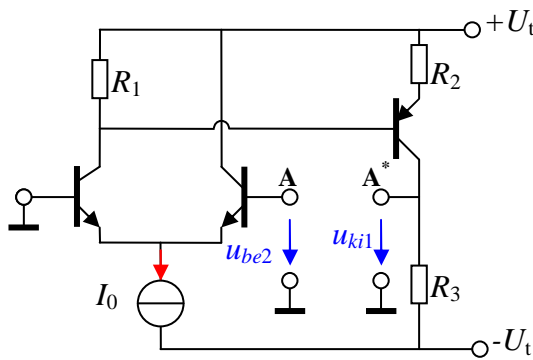 +U_t
R_1
R_2
A
A*
u_be2
u_ki1
I_0
R_3
-U_t